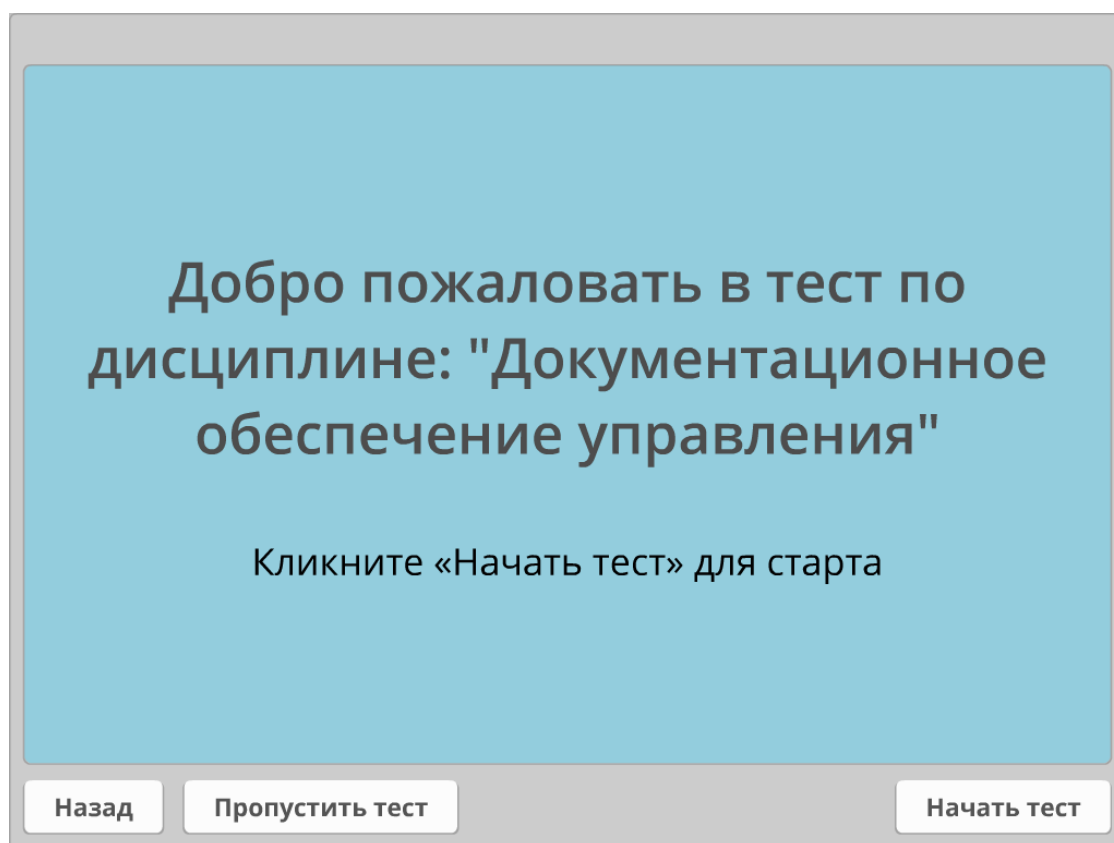 Добро пожаловать в тест по
дисциплине: "Документационное
обеспечение управления"
Кликните «Начать тест» для старта
Назад
Пропустить тест
Начать тест